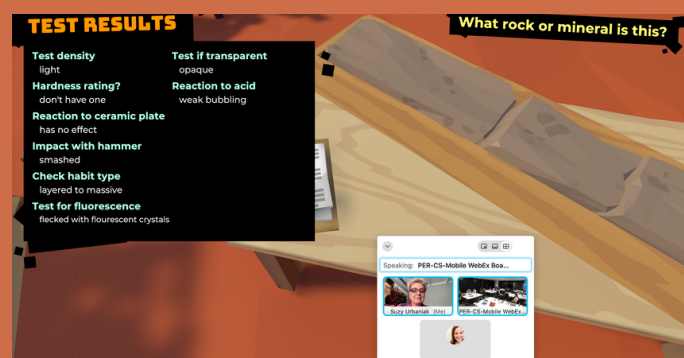 TEST RESULTS
What rock or mineral is this?
Test density
light
Hardness rating?
don't have one
Reaction to ceramic plate
has no effect
Impact with hammer
smashed
Check habit type
layered to massive
Test for fluorescence
flecked with flourescent crystals
Test if transparent
opaque
Reaction to acid
weak bubbling
Speaking: PER-CS-Mobile WebEx Boa...
Suzy Urbaniak (Me)
PER-CS-Mobile WebEx...